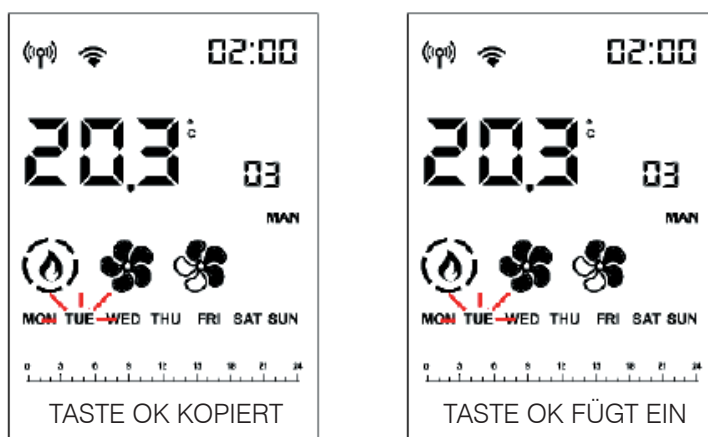 02:00
20,3 °C
03
MAN
MON TUE WED THU FRI SAT SUN
0 3 6 9 12 15 18 21 24
TASTE OK KOPIERT
02:00
20,3 °C
03
MAN
MON TUE WED THU FRI SAT SUN
0 3 6 9 12 15 18 21 24
TASTE OK FÜGT EIN